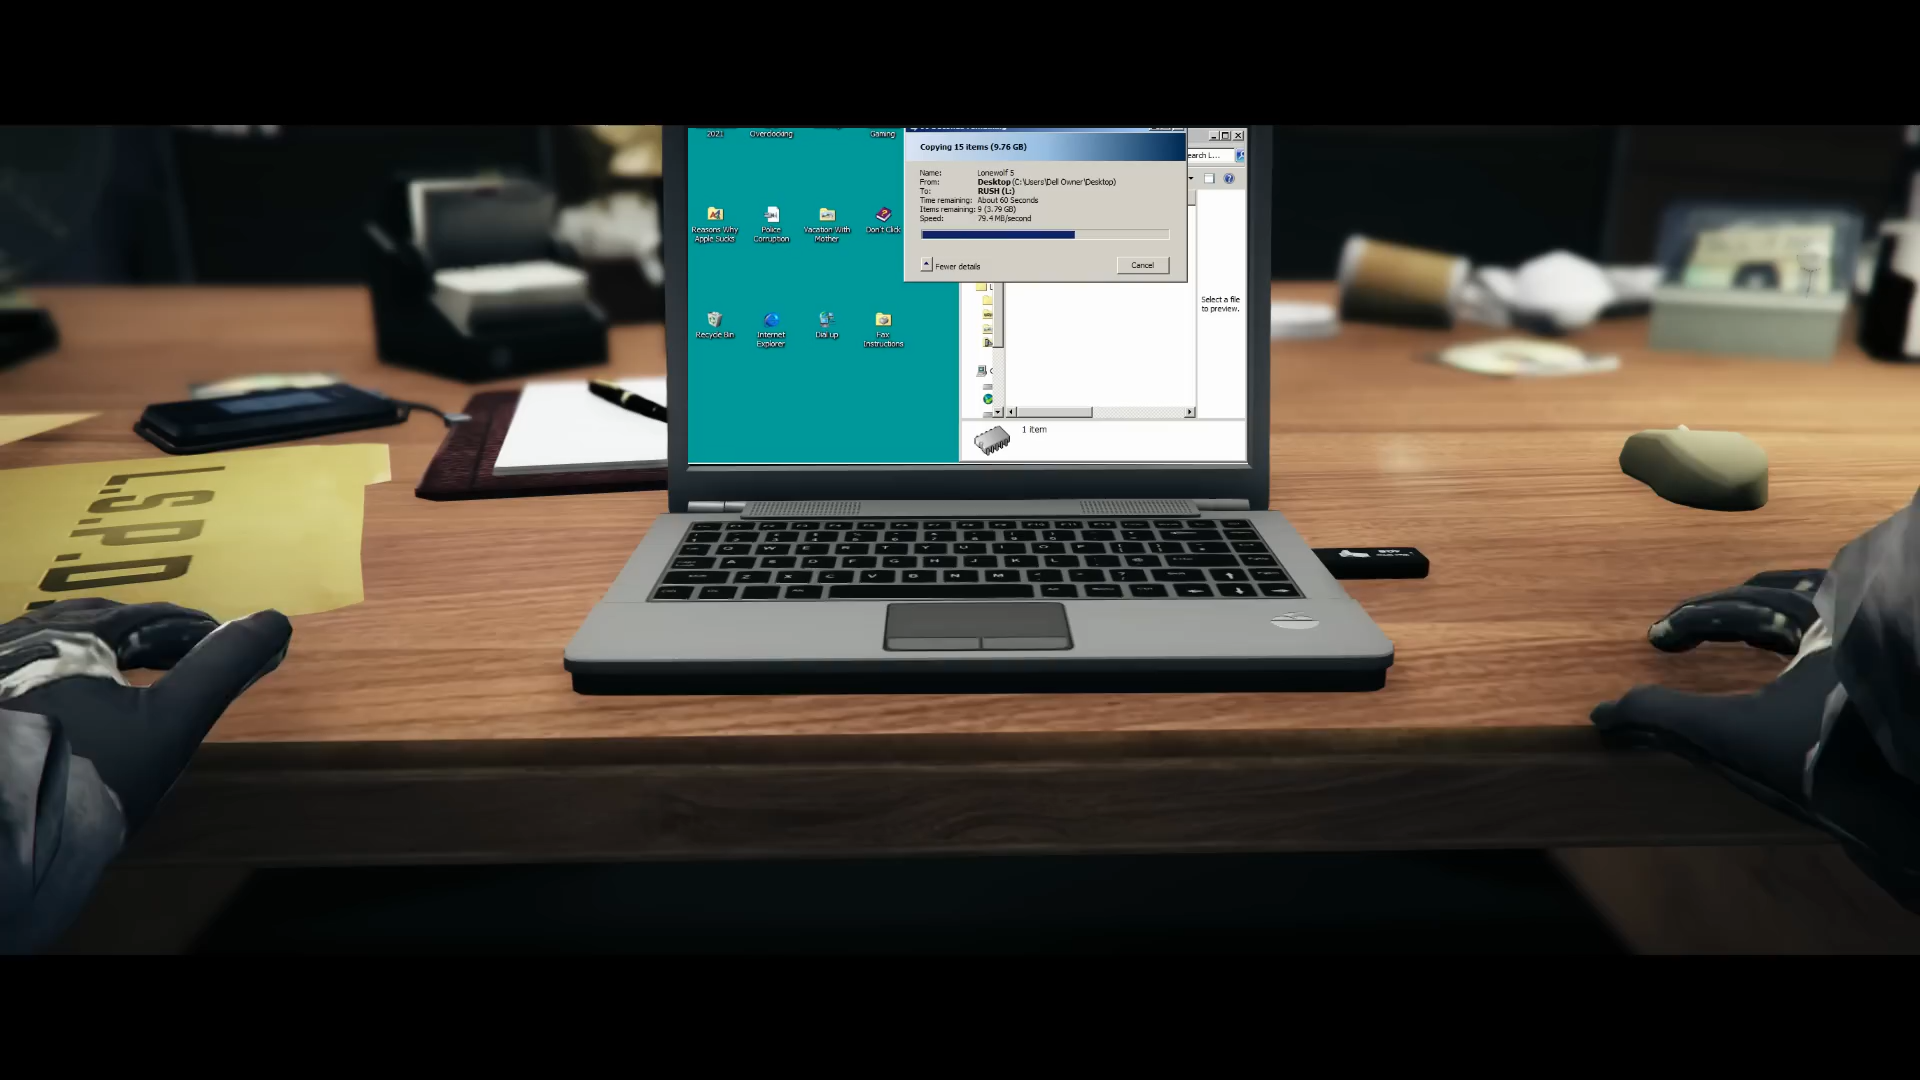 2021
Overclocking
Gaming
Copying 15 items (9.76 GB)
Name: Lonewolf 5
From: Desktop (C:\Users\Dell Owner\Desktop)
To: RUSH (L:)
Time remaining: About 60 Seconds
Items remaining: 9 (3.79 GB)
Speed: 79.4 MB/second
Fewer details
Cancel
earch L...
Reasons Why
Apple Sucks
Police
Corruption
Vacation With
Mother
Don't Click
Select a file
to preview.
Recycle Bin
Internet
Explorer
Dial up
Fax
Instructions
1 item
L.S.P.D.
Q W E R T Y U I O P
A S D F G H J K L
Z X C V B N M